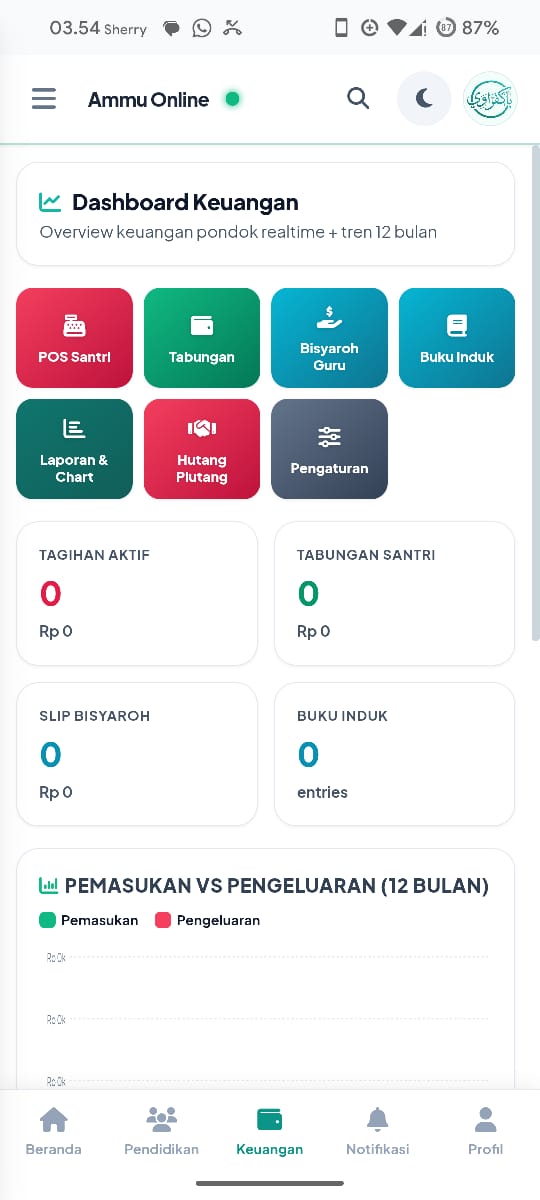 03.54 Sherry
87 87%
Ammu Online
Dashboard Keuangan
Overview keuangan pondok realtime + tren 12 bulan
POS Santri
Tabungan
Bisyaroh
Guru
Buku Induk
Laporan &
Chart
Hutang
Piutang
Pengaturan
TAGIHAN AKTIF
0
Rp 0
TABUNGAN SANTRI
0
Rp 0
SLIP BISYAROH
0
Rp 0
BUKU INDUK
0
entries
PEMASUKAN VS PENGELUARAN (12 BULAN)
Pemasukan Pengeluaran
Rp 0k
Rp 0k
Rp 0k
Beranda
Pendidikan
Keuangan
Notifikasi
Profil